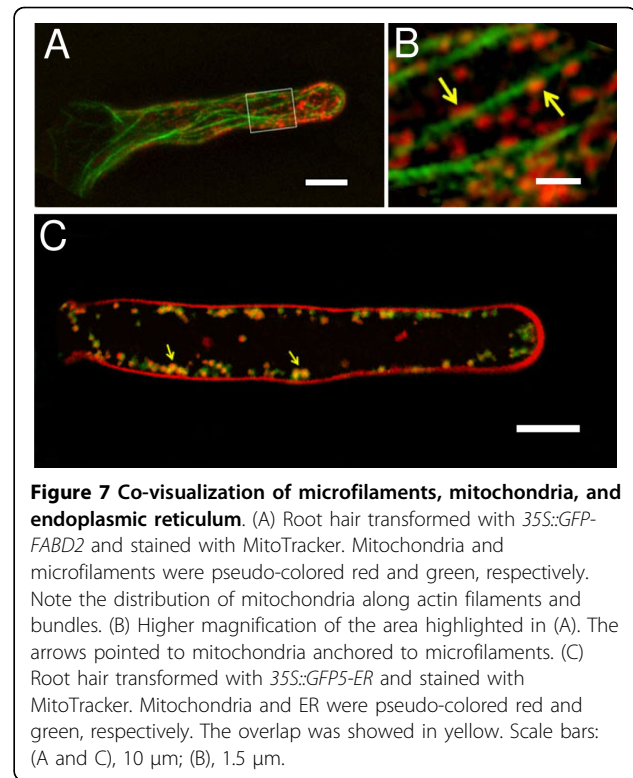 A
B
C
Figure 7 Co-visualization of microfilaments, mitochondria, and
endoplasmic reticulum. (A) Root hair transformed with 35S::GFP-
FABD2 and stained with MitoTracker. Mitochondria and
microfilaments were pseudo-colored red and green, respectively.
Note the distribution of mitochondria along actin filaments and
bundles. (B) Higher magnification of the area highlighted in (A). The
arrows pointed to mitochondria anchored to microfilaments. (C)
Root hair transformed with 35S::GFP5-ER and stained with
MitoTracker. Mitochondria and ER were pseudo-colored red and
green, respectively. The overlap was showed in yellow. Scale bars:
(A and C), 10 μm; (B), 1.5 μm.